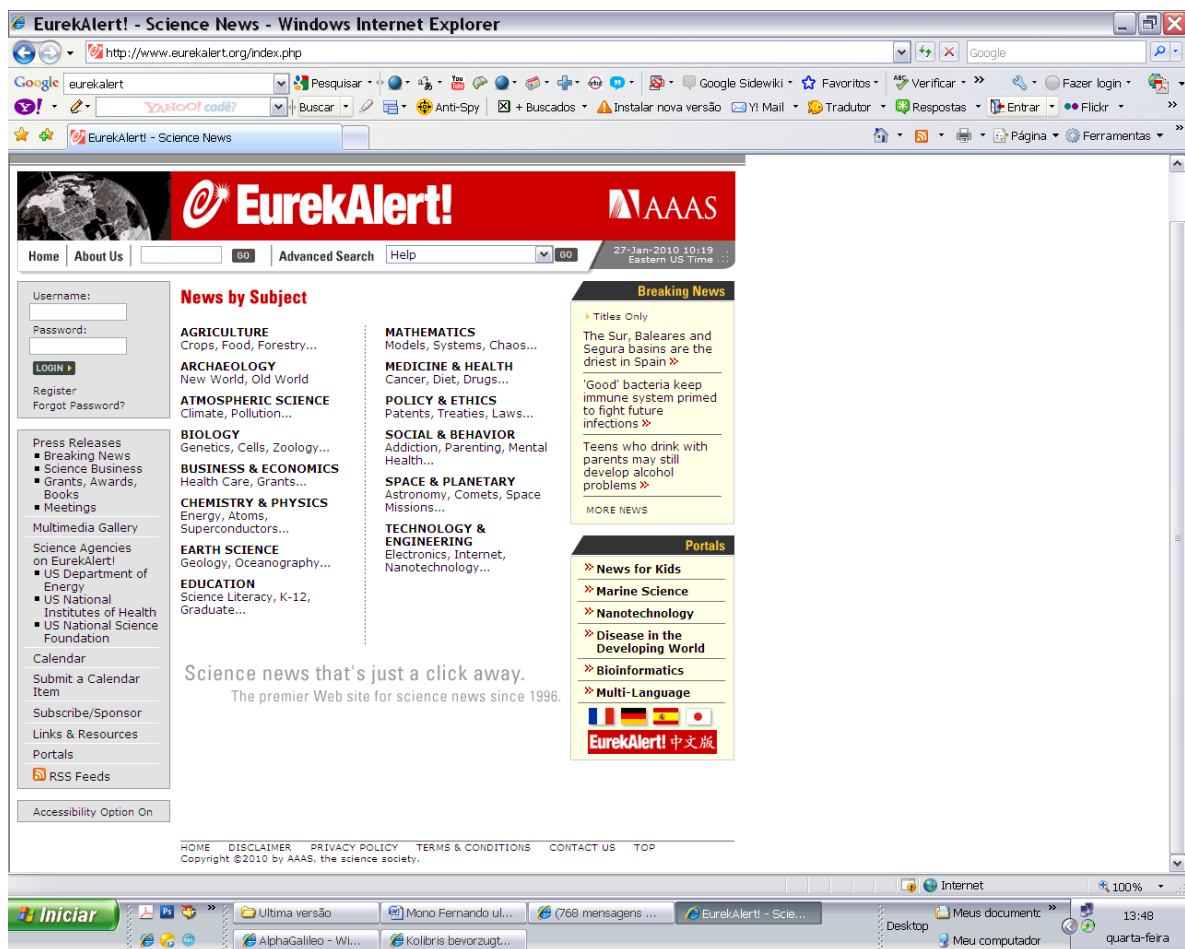 EurekAlert! - Science News - Windows Internet Explorer
http://www.eurekalert.org/index.php
Google
Google eurekalert Pesquisar Google Sidewiki Favoritos Verificar » Fazer login
Y! YAHOO! cadê? Buscar Anti-Spy + Buscados Instalar nova versão Y! Mail Tradutor Respostas Entrar Flickr »
EurekAlert! - Science News
Página Ferramentas »
EurekAlert!
AAAS
Home About Us GO Advanced Search Help GO
27-Jan-2010 10:19
Eastern US Time
Username:
Password:
LOGIN
Register
Forgot Password?
Press Releases
Breaking News
Science Business
Grants, Awards,
Books
Meetings
Multimedia Gallery
Science Agencies
on EurekAlert!
US Department of
Energy
US National
Institutes of Health
US National Science
Foundation
Calendar
Submit a Calendar
Item
Subscribe/Sponsor
Links & Resources
Portals
RSS Feeds
Accessibility Option On
News by Subject
AGRICULTURE
Crops, Food, Forestry...
ARCHAEOLOGY
New World, Old World
ATMOSPHERIC SCIENCE
Climate, Pollution...
BIOLOGY
Genetics, Cells, Zoology...
BUSINESS & ECONOMICS
Health Care, Grants...
CHEMISTRY & PHYSICS
Energy, Atoms,
Superconductors...
EARTH SCIENCE
Geology, Oceanography...
EDUCATION
Science Literacy, K-12,
Graduate...
MATHEMATICS
Models, Systems, Chaos...
MEDICINE & HEALTH
Cancer, Diet, Drugs...
POLICY & ETHICS
Patents, Treaties, Laws...
SOCIAL & BEHAVIOR
Addiction, Parenting, Mental
Health...
SPACE & PLANETARY
Astronomy, Comets, Space
Missions...
TECHNOLOGY &
ENGINEERING
Electronics, Internet,
Nanotechnology...
Science news that's just a click away.
The premier Web site for science news since 1996.
Breaking News
Titles Only
The Sur, Baleares and
Segura basins are the
driest in Spain »
'Good' bacteria keep
immune system primed
to fight future
infections »
Teens who drink with
parents may still
develop alcohol
problems »
MORE NEWS
Portals
» News for Kids
» Marine Science
» Nanotechnology
» Disease in the
Developing World
» Bioinformatics
» Multi-Language
EurekAlert! 中文版
HOME DISCLAIMER PRIVACY POLICY TERMS & CONDITIONS CONTACT US TOP
Copyright ©2010 by AAAS, the science society.
Internet 100%
Iniciar » Ultima versão Mono Fernando ul... (768 mensagens ... EurekAlert! - Scie... Desktop Meus documentc » 13:48
AlphaGalileo - Wi... Kolibris bevorzugt... Meu computador quarta-feira